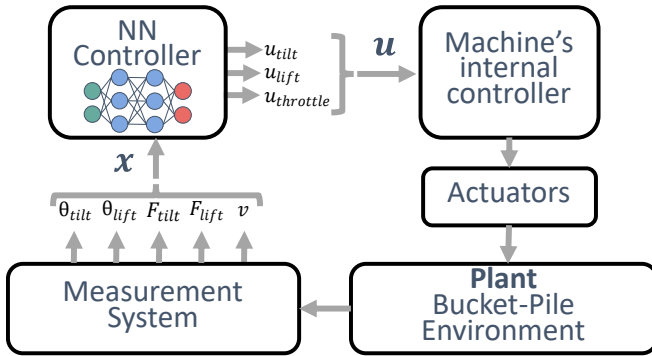 NN
Controller
u_tilt
u_lift
u_throttle
u
Machine's
internal
controller
x
θ_tilt θ_lift F_tilt F_lift v
Actuators
Measurement
System
Plant
Bucket-Pile
Environment